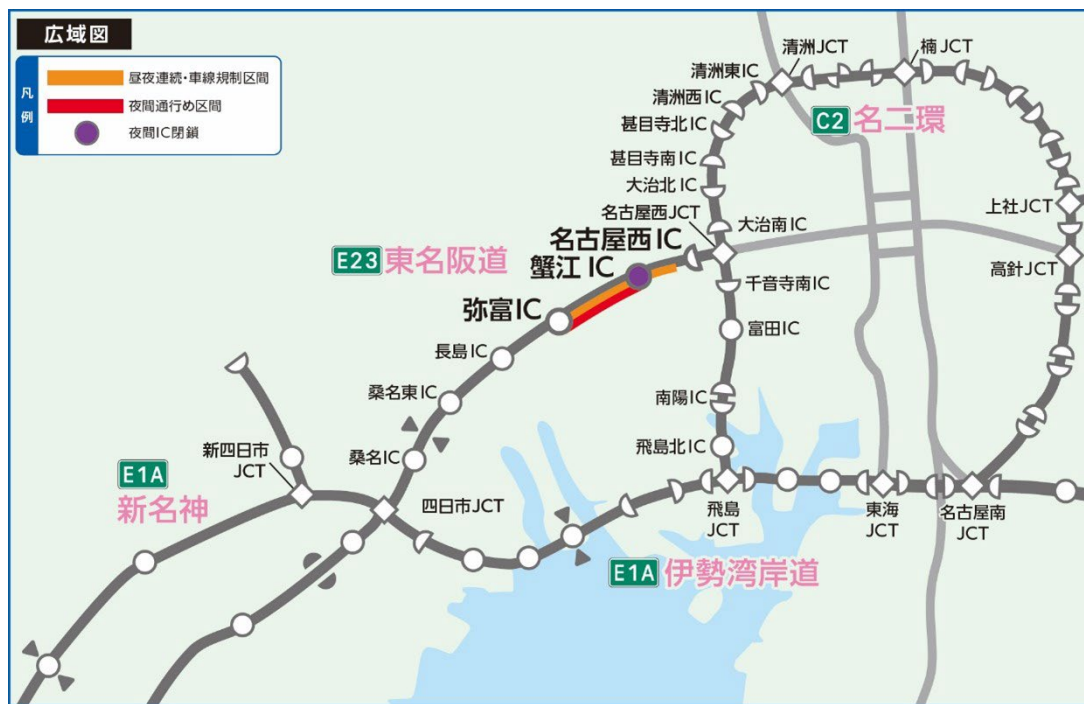 広域図
凡例
昼夜連続・車線規制区間
夜間通行め区間
夜間IC閉鎖
清洲JCT
楠JCT
清洲東IC
清洲西IC
甚目寺北IC
C2 名二環
甚目寺南IC
大治北IC
名古屋西JCT
大治南IC
上社JCT
名古屋西IC
E23 東名阪道
蟹江IC
高針JCT
千音寺南IC
弥富IC
富田IC
長島IC
桑名東IC
南陽IC
新四日市
JCT
桑名IC
飛島北IC
E1A
新名神
四日市JCT
飛島
JCT
東海
JCT
名古屋南
JCT
E1A 伊勢湾岸道